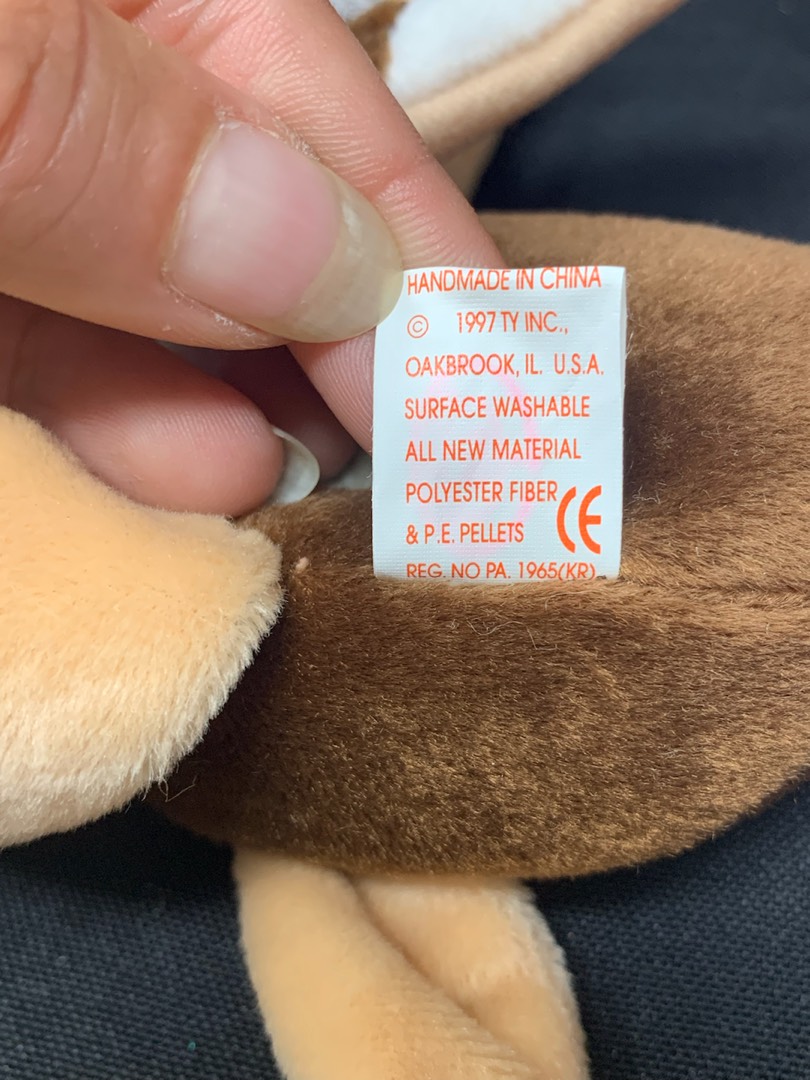 HANDMADE IN CHINA
© 1997 TY INC.,
OAKBROOK, IL. U.S.A.
SURFACE WASHABLE
ALL NEW MATERIAL
POLYESTER FIBER
& P.E. PELLETS CE
REG. NO PA. 1965(KR)